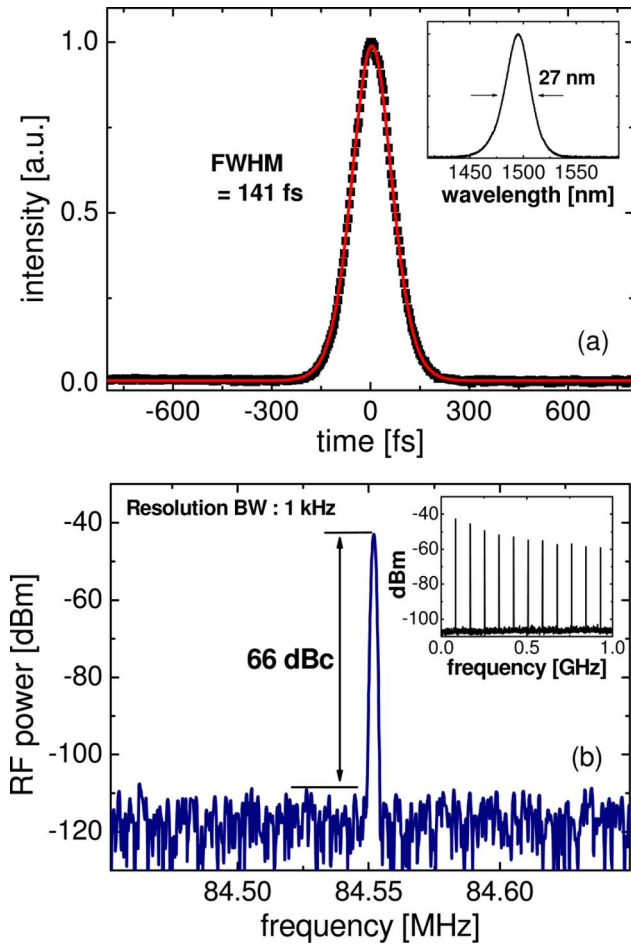 1.0
0.5
0.0
intensity [a.u.]
FWHM
= 141 fs
27 nm
1450 1500 1550
wavelength [nm]
(a)
-600 -300 0 300 600
time [fs]
Resolution BW : 1 kHz
-40
-60
-80
-100
-120
RF power [dBm]
66 dBc
-40
-60
-80
-100
dBm
0.0 0.5 1.0
frequency [GHz]
(b)
84.50 84.55 84.60
frequency [MHz]